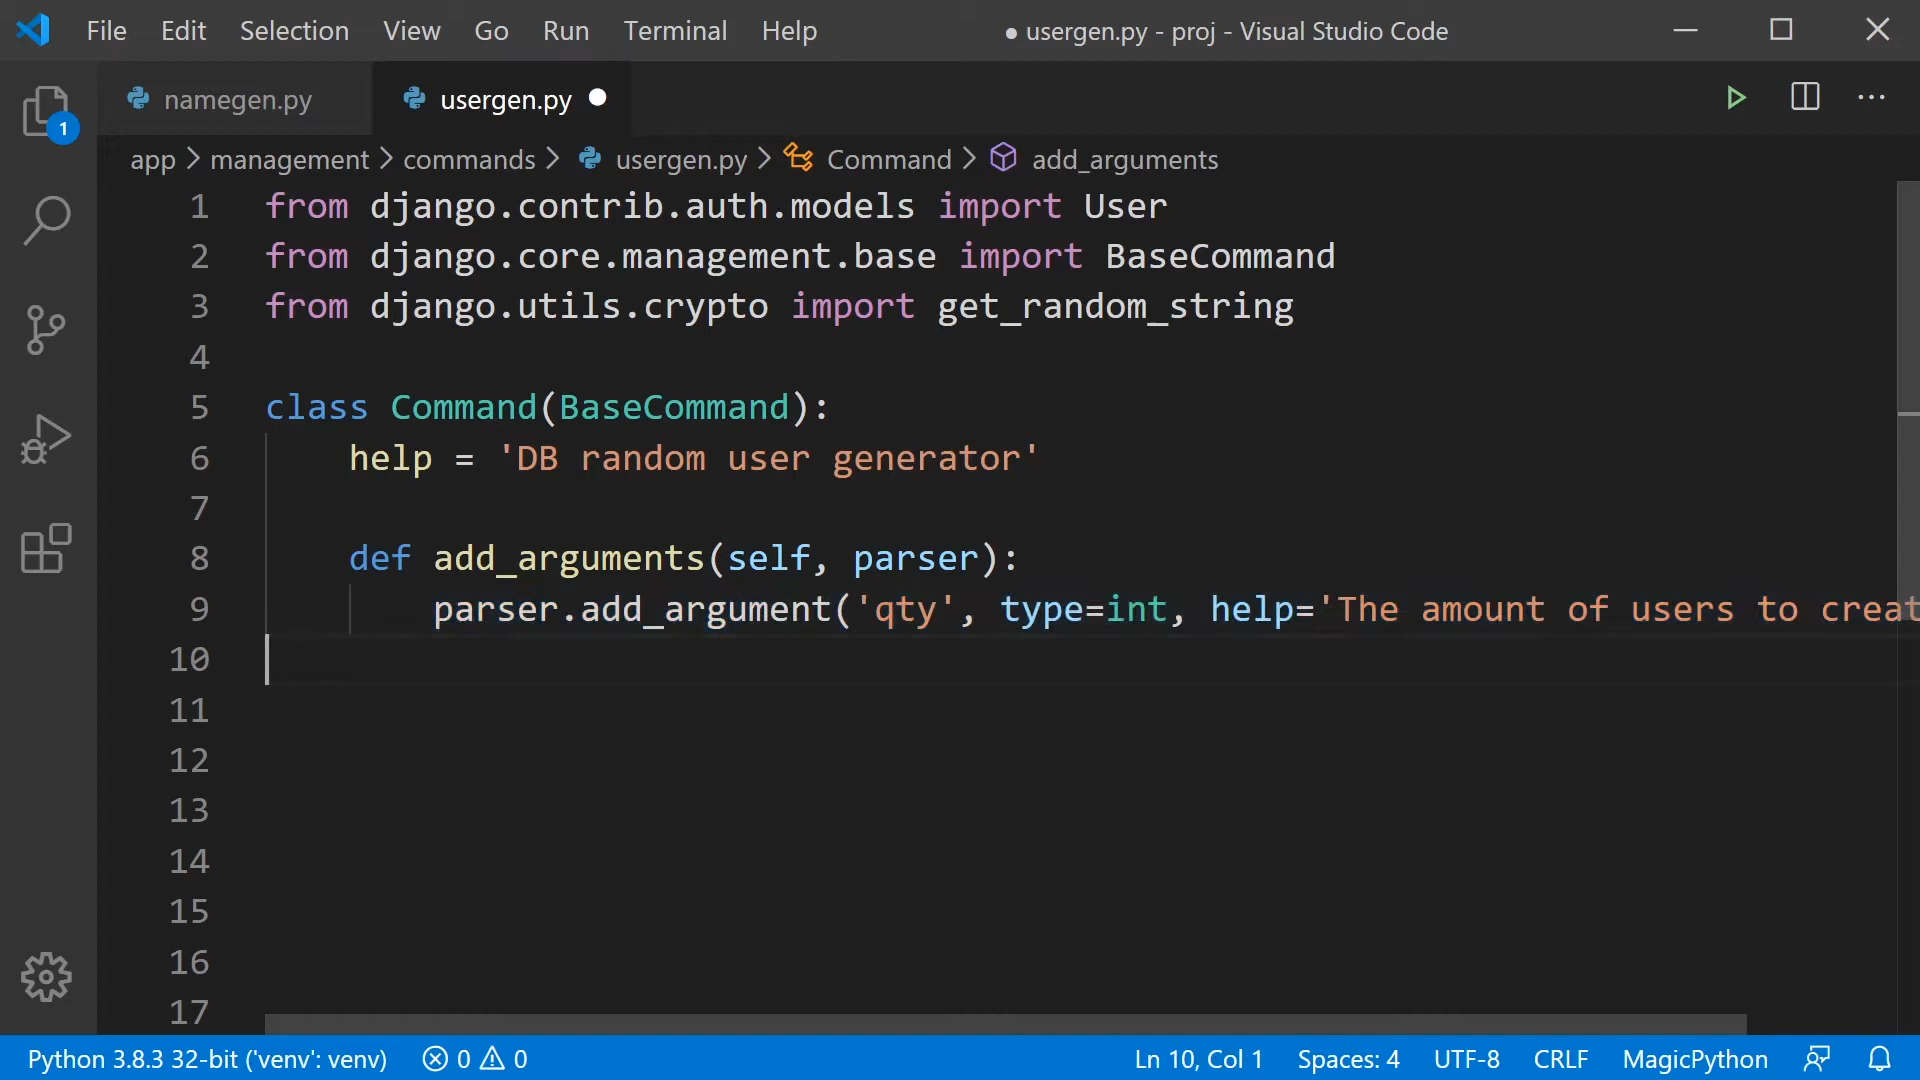 File Edit Selection View Go Run Terminal Help ● usergen.py - proj - Visual Studio Code
1
namegen.py usergen.py ●
app > management > commands > usergen.py > Command > add_arguments
1 from django.contrib.auth.models import User
2 from django.core.management.base import BaseCommand
3 from django.utils.crypto import get_random_string
4
5 class Command(BaseCommand):
6 help = 'DB random user generator'
7
8 def add_arguments(self, parser):
9 parser.add_argument('qty', type=int, help='The amount of users to creat
10
11
12
13
14
15
16
17
Python 3.8.3 32-bit ('venv': venv) 0 0 Ln 10, Col 1 Spaces: 4 UTF-8 CRLF MagicPython